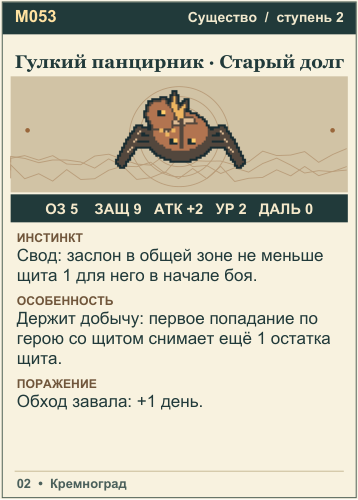 M053
Существо / ступень 2
Гулкий панцирник · Старый долг
ОЗ 5 ЗАЩ 9 АТК +2 УР 2 ДАЛЬ 0
ИНСТИНКТ
Свод: заслон в общей зоне не меньше
щита 1 для него в начале боя.
ОСОБЕННОСТЬ
Держит добычу: первое попадание по
герою со щитом снимает ещё 1 остатка
щита.
ПОРАЖЕНИЕ
Обход завала: +1 день.
02 • Кремноград